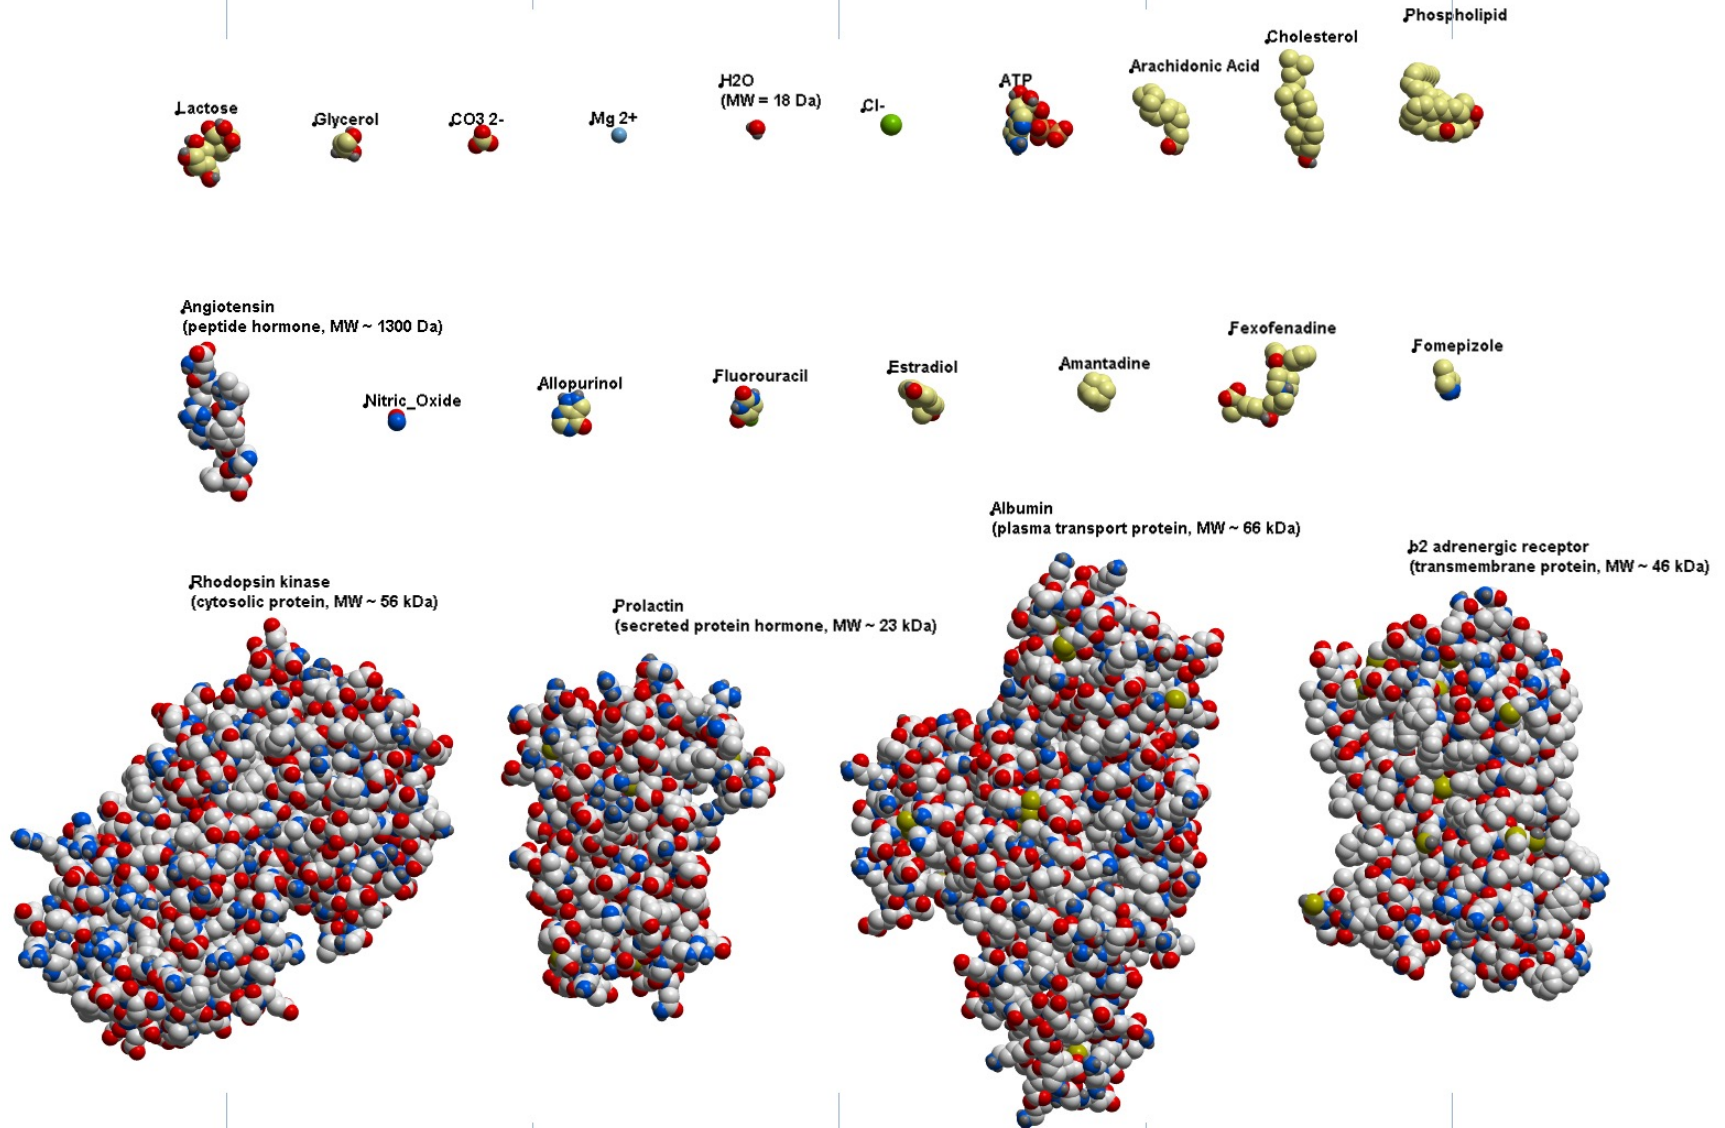 Lactose
Glycerol
CO3 2-
Mg 2+
H2O
(MW = 18 Da)
Cl-
ATP
Arachidonic Acid
Cholesterol
Phospholipid
Angiotensin
(peptide hormone, MW ~ 1300 Da)
Nitric_Oxide
Allopurinol
Fluorouracil
Estradiol
Amantadine
Fexofenadine
Fomepizole
Rhodopsin kinase
(cytosolic protein, MW ~ 56 kDa)
Prolactin
(secreted protein hormone, MW ~ 23 kDa)
Albumin
(plasma transport protein, MW ~ 66 kDa)
b2 adrenergic receptor
(transmembrane protein, MW ~ 46 kDa)